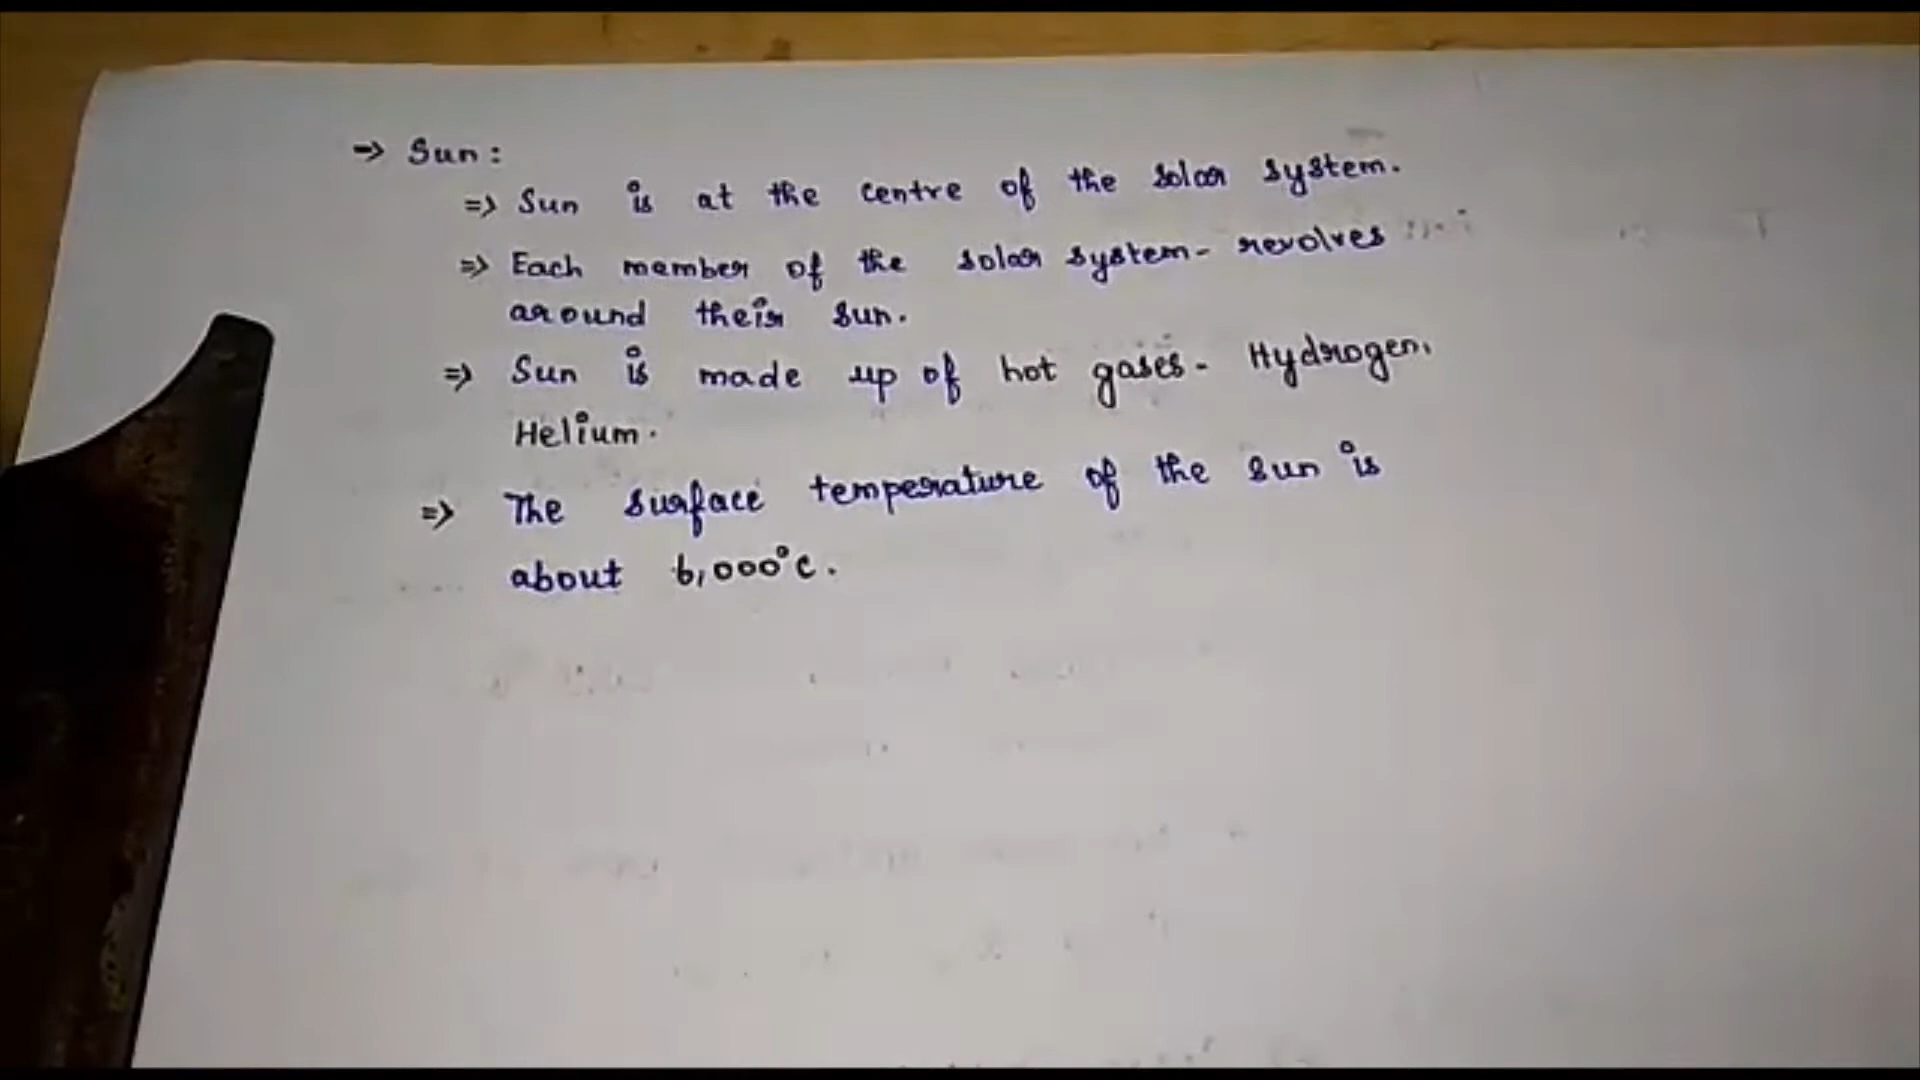 ⇒ Sun:
⇒ Sun is at the centre of the solar system.
⇒ Each member of the solar system- revolves
around their sun.
⇒ Sun is made up of hot gases- Hydrogen,
Helium.
⇒ The surface temperature of the sun is
about 6,000°c.